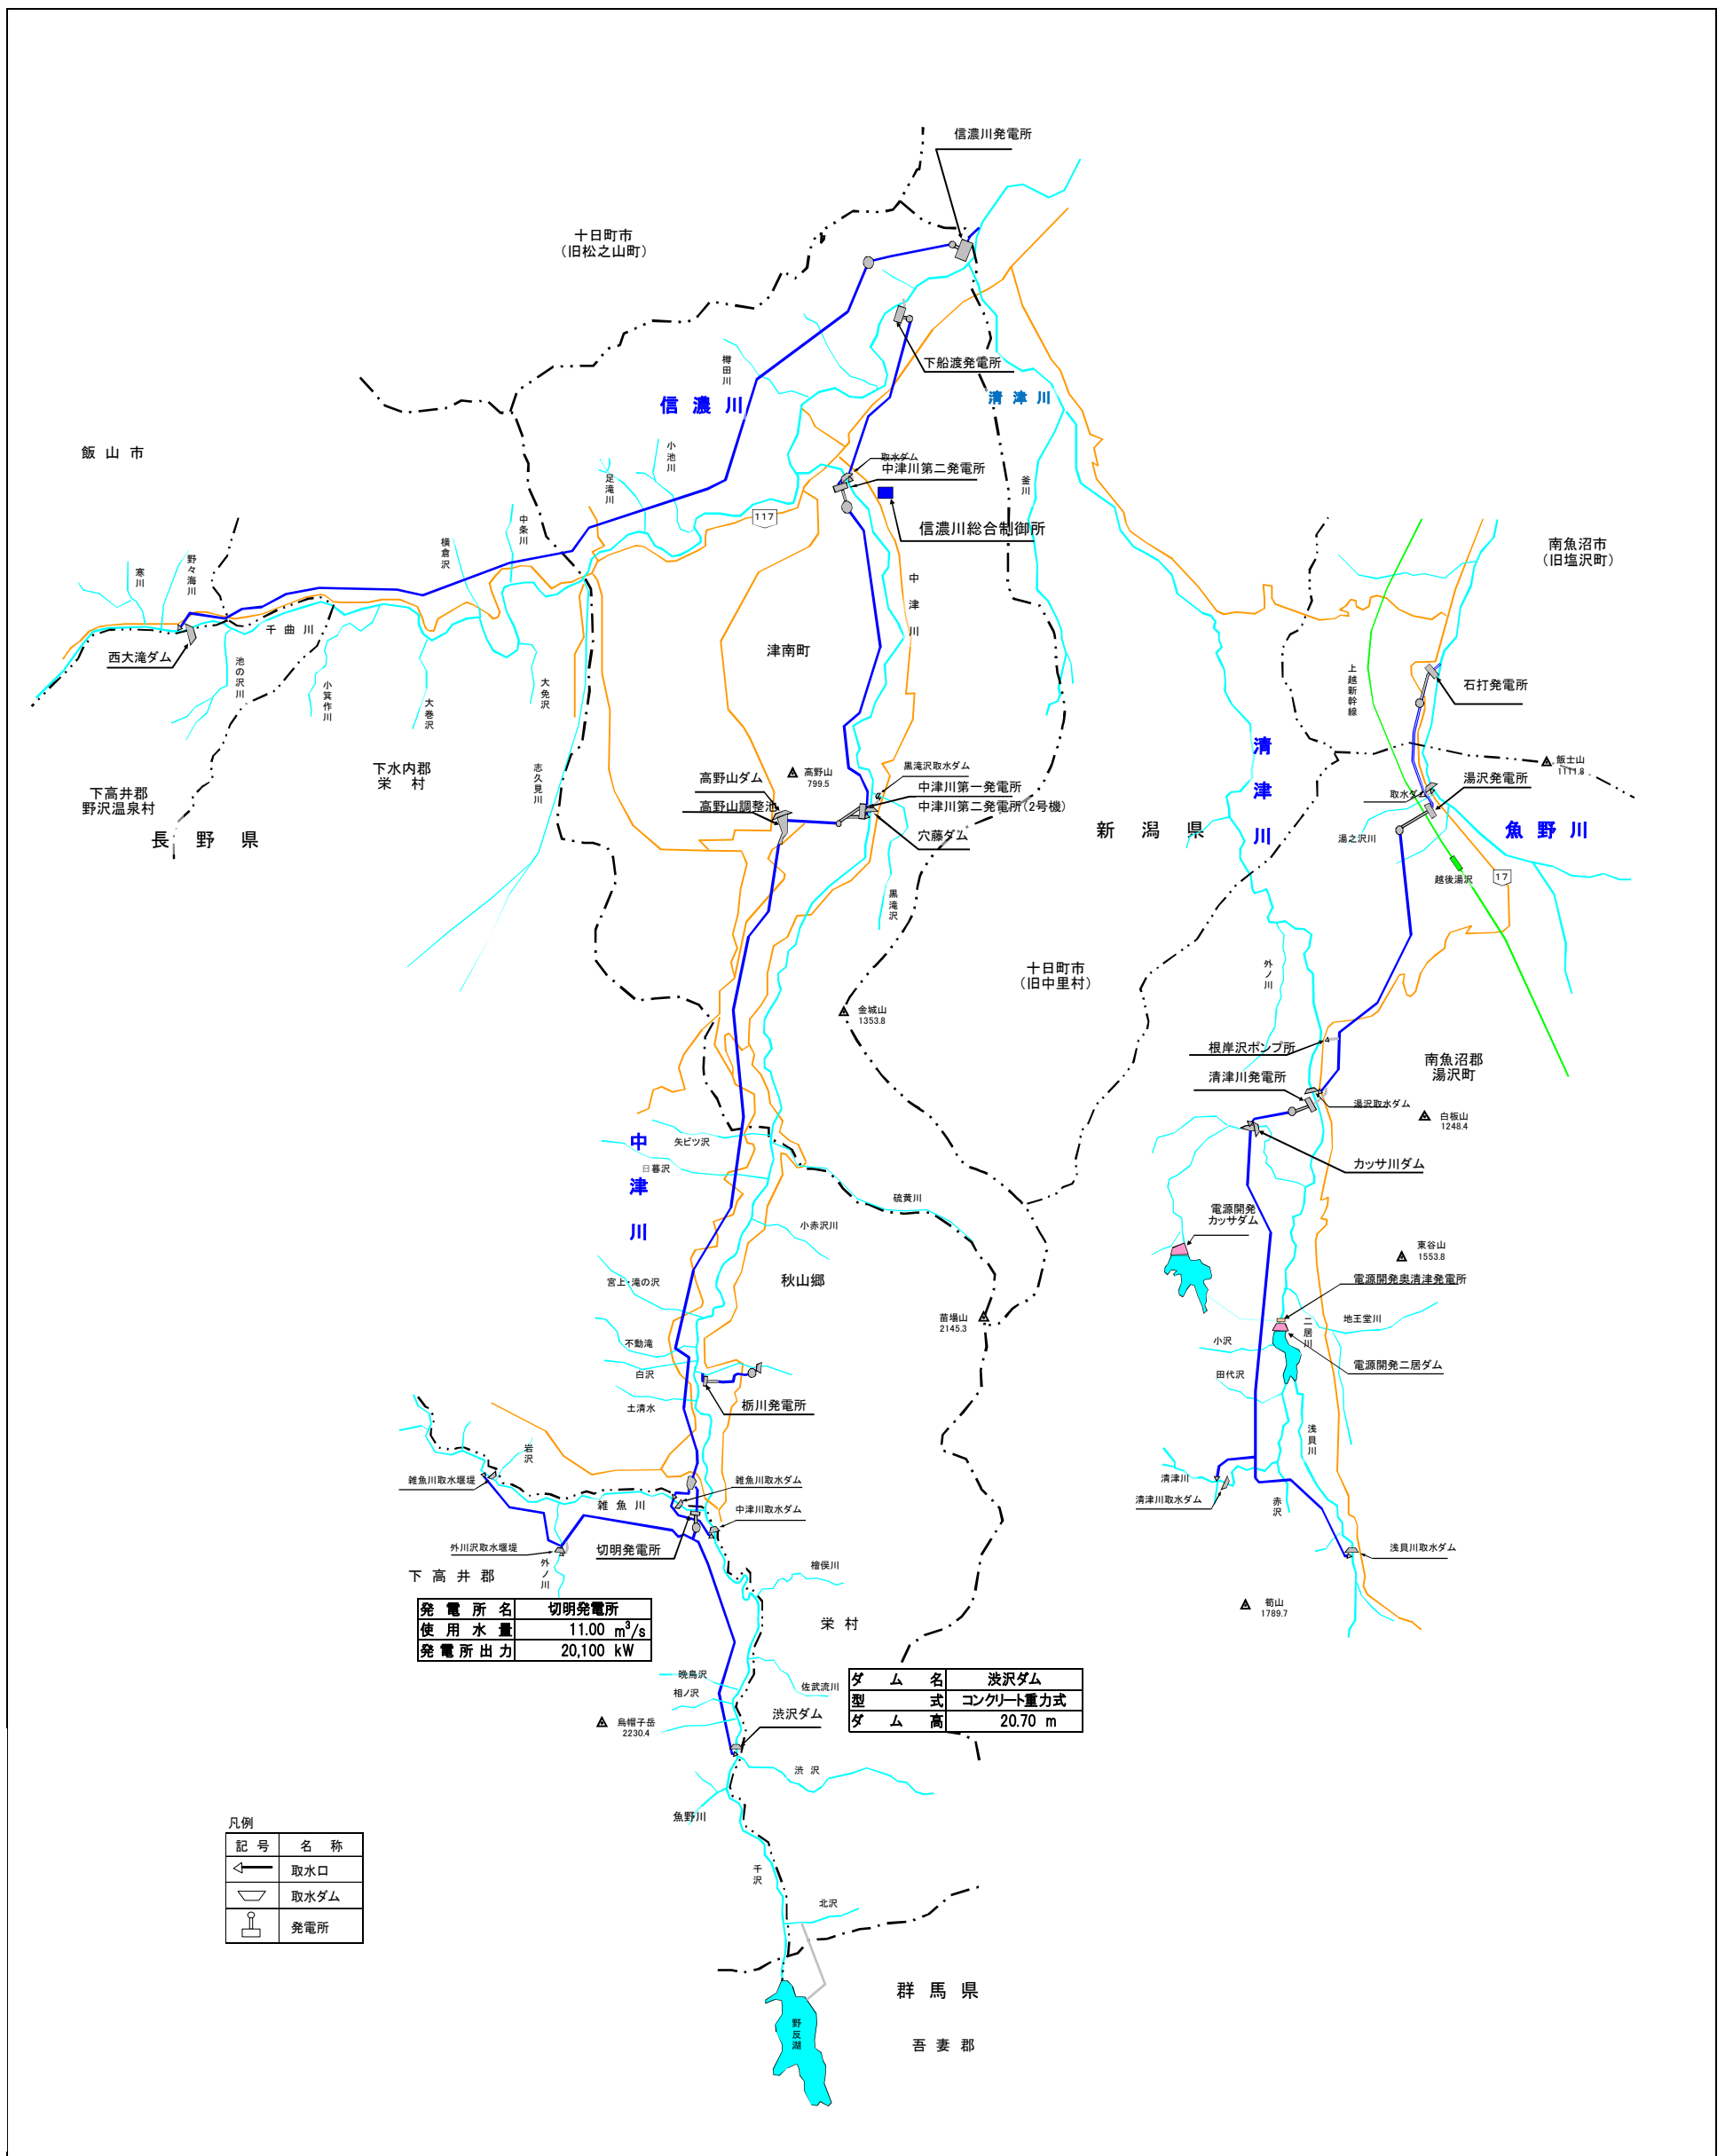 信濃川発電所
十日町市
（旧松之山町）
下船渡発電所
樽田川
信濃川
清津川
飯山市
小池川
足滝川
取水ダム
中津川第二発電所
釜川
117
信濃川総合制御所
中条川
横倉沢
野々海川
寒川
南魚沼市
（旧塩沢町）
中津川
千曲川
西大滝ダム
池の沢川
小箕作川
大巻沢
大免沢
津南町
上越新幹線
石打発電所
下水内郡
栄村
志久見川
高野山ダム
高野山
799.5
黒滝沢取水ダム
中津川第一発電所
中津川第二発電所(2号機)
高野山調整池
穴藤ダム
清津川
飯士山
1111.8
湯沢発電所
取水ダム
下高井郡
野沢温泉村
長野県
新潟県
湯之沢川
魚野川
越後湯沢
17
黒滝沢
十日町市
（旧中里村）
外ノ川
金城山
1353.8
根岸沢ポンプ所
南魚沼郡
湯沢町
清津川発電所
湯沢取水ダム
白板山
1248.4
中津川
矢ビツ沢
日暮沢
カッサ川ダム
硫黄川
小赤沢川
電源開発
カッサダム
東谷山
1553.8
宮上・滝の沢
秋山郷
電源開発奥清津発電所
苗場山
2145.3
地王堂川
二居川
不動滝
小沢
白沢
電源開発二居ダム
田代沢
土清水
栃川発電所
浅貝川
岩沢
雑魚川取水堰堤
雑魚川取水ダム
清津川
雑魚川
中津川取水ダム
清津川取水ダム
赤沢
外川沢取水堰堤
切明発電所
浅貝川取水ダム
外ノ川
下高井郡
檜俣川
発電所名 切明発電所
使用水量 11.00 m³/s
発電所出力 20,100 kW
筍山
1789.7
栄村
晩鳥沢
佐武流川
相ノ沢
ダム名 渋沢ダム
型式 コンクリート重力式
ダム高 20.70 m
烏帽子岳
2230.4
渋沢ダム
渋沢
魚野川
凡例
記号 名称
取水口
取水ダム
発電所
千沢
北沢
群馬県
野反湖
吾妻郡